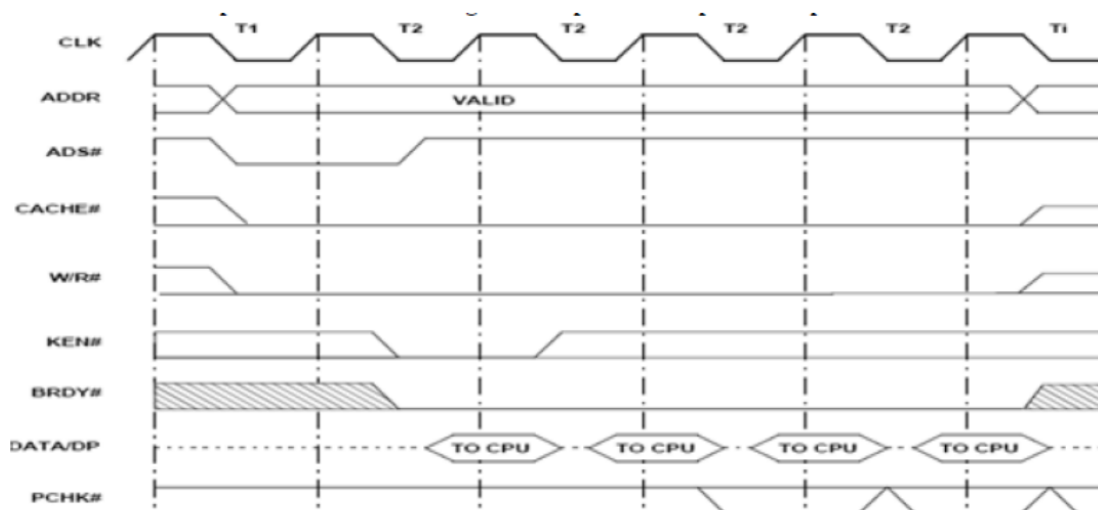 T1 T2 T2 T2 T2 Ti
CLK
ADDR VALID
ADS#
CACHE#
W/R#
KEN#
BRDY#
DATA/DP TO CPU TO CPU TO CPU TO CPU
PCHK#